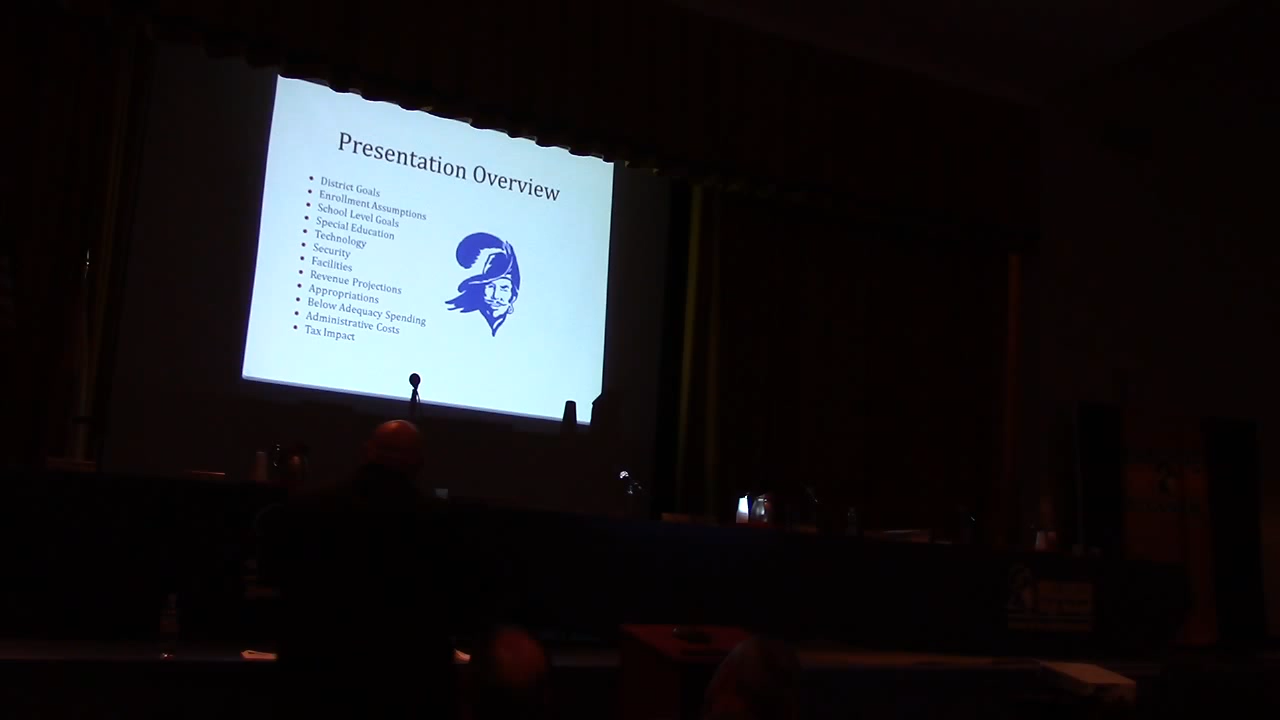 Presentation Overview
• District Goals
• Enrollment Assumptions
• School Level Goals
• Special Education
• Technology
• Security
• Facilities
• Revenue Projections
• Appropriations
• Below Adequacy Spending
• Administrative Costs
• Tax Impact